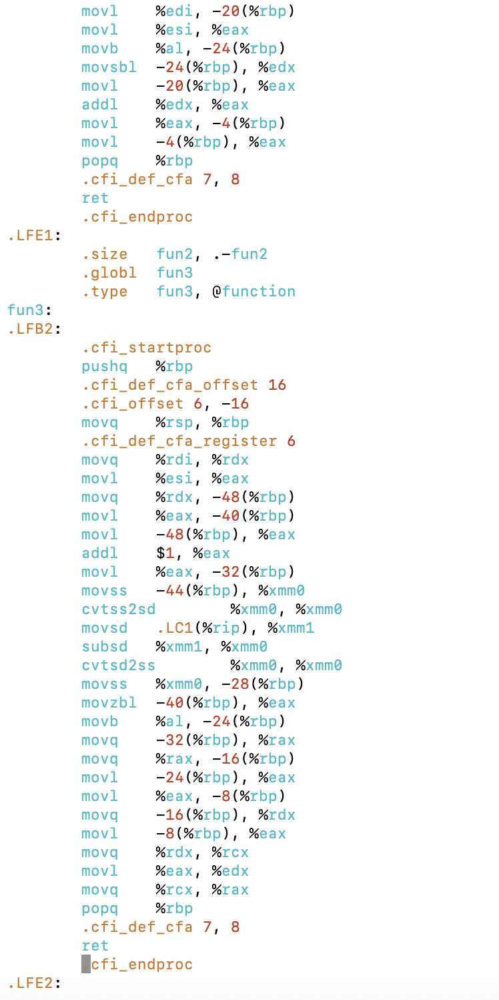 movl %edi, -20(%rbp)
movl %esi, %eax
movb %al, -24(%rbp)
movsbl -24(%rbp), %edx
movl -20(%rbp), %eax
addl %edx, %eax
movl %eax, -4(%rbp)
movl -4(%rbp), %eax
popq %rbp
.cfi_def_cfa 7, 8
ret
.cfi_endproc
.LFE1:
.size fun2, .-fun2
.globl fun3
.type fun3, @function
fun3:
.LFB2:
.cfi_startproc
pushq %rbp
.cfi_def_cfa_offset 16
.cfi_offset 6, -16
movq %rsp, %rbp
.cfi_def_cfa_register 6
movq %rdi, %rdx
movl %esi, %eax
movq %rdx, -48(%rbp)
movl %eax, -40(%rbp)
movl -48(%rbp), %eax
addl $1, %eax
movl %eax, -32(%rbp)
movss -44(%rbp), %xmm0
cvtss2sd %xmm0, %xmm0
movsd .LC1(%rip), %xmm1
subsd %xmm1, %xmm0
cvtsd2ss %xmm0, %xmm0
movss %xmm0, -28(%rbp)
movzbl -40(%rbp), %eax
movb %al, -24(%rbp)
movq -32(%rbp), %rax
movq %rax, -16(%rbp)
movl -24(%rbp), %eax
movl %eax, -8(%rbp)
movq -16(%rbp), %rdx
movl -8(%rbp), %eax
movq %rdx, %rcx
movl %eax, %edx
movq %rcx, %rax
popq %rbp
.cfi_def_cfa 7, 8
ret
.cfi_endproc
.LFE2: